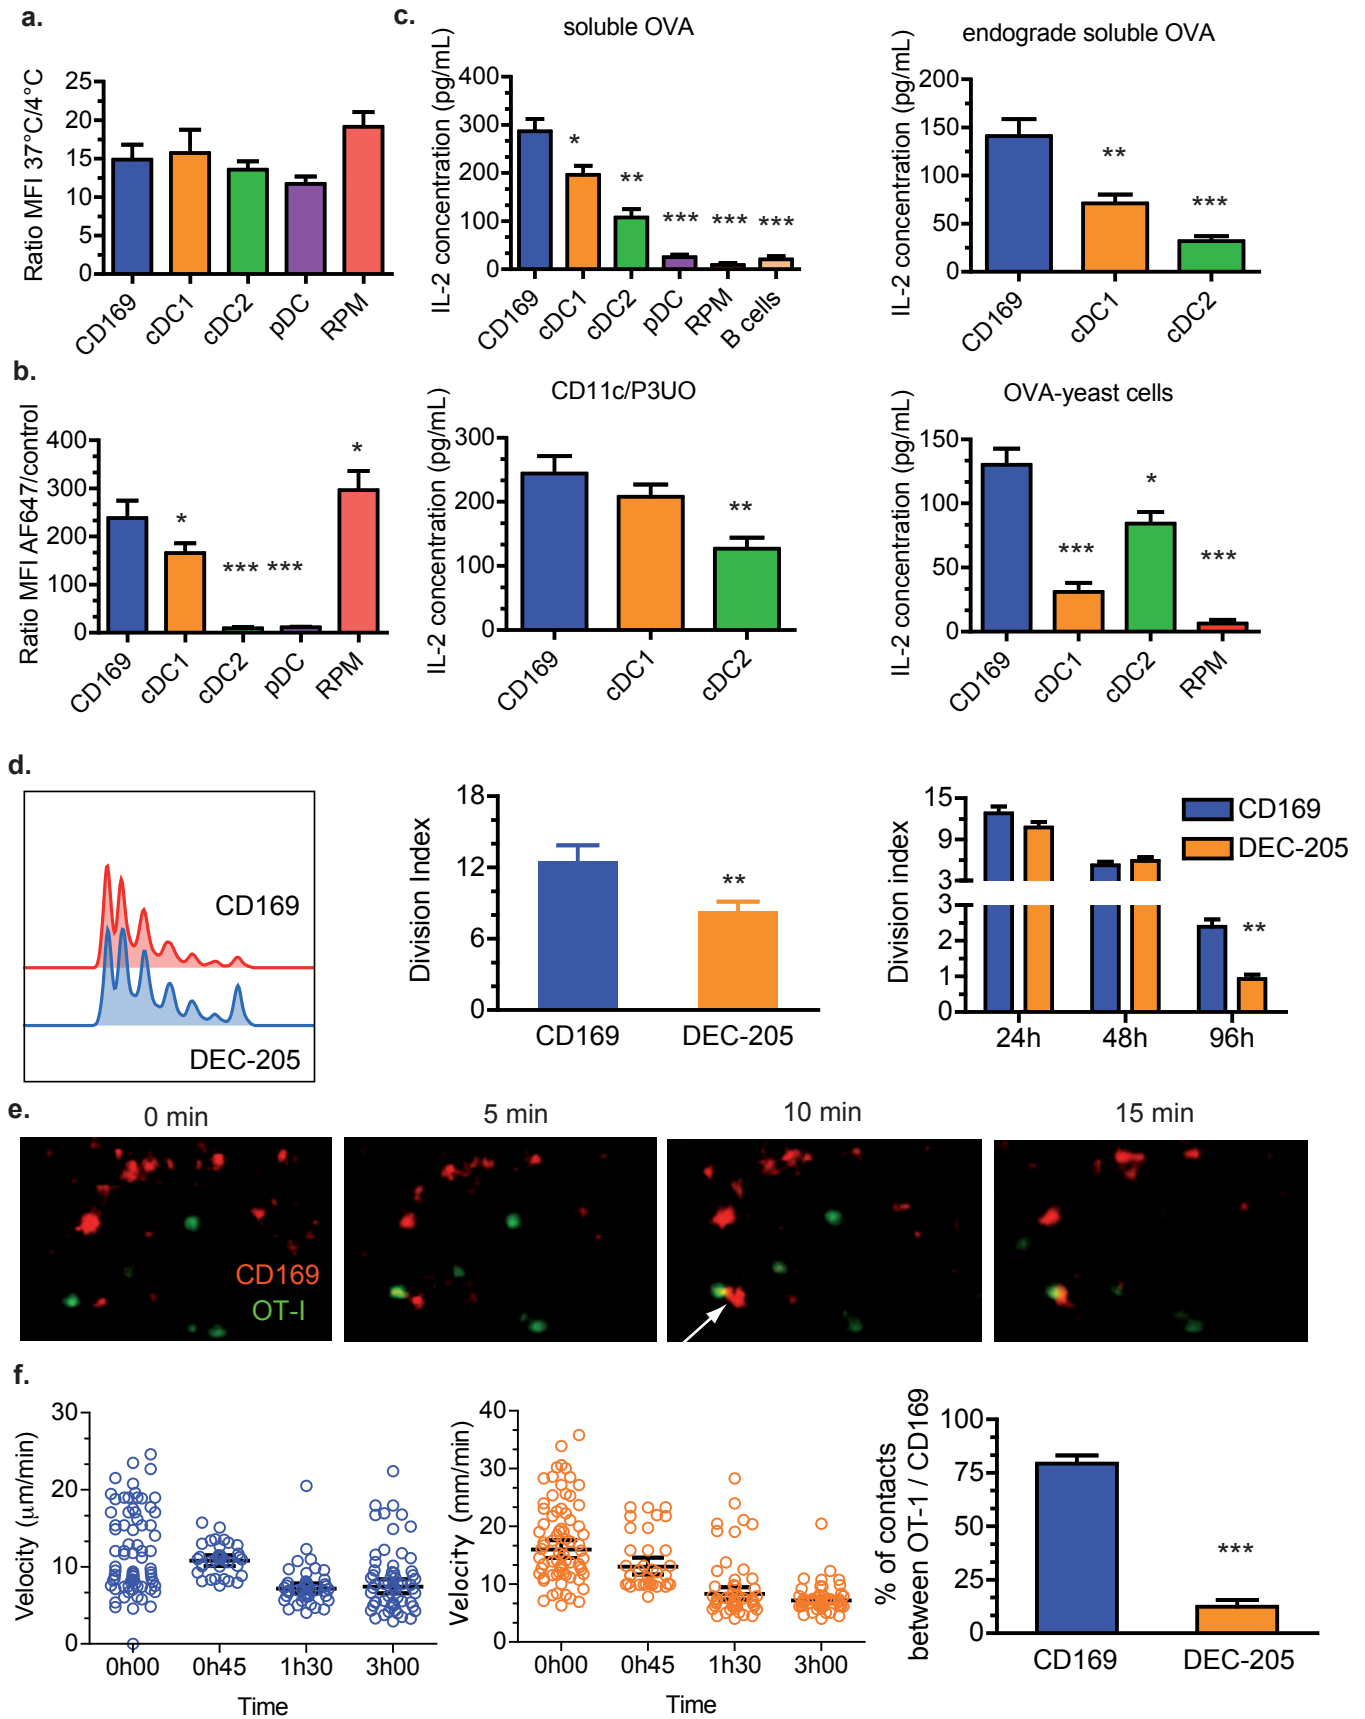 a.
Ratio MFI 37°C/4°C
25
20
15
10
5
0
CD169
cDC1
cDC2
pDC
RPM
c.
soluble OVA
IL-2 concentration (pg/mL)
400
300
200
100
0
*
**
***
***
***
CD169
cDC1
cDC2
pDC
RPM
B cells
endograde soluble OVA
IL-2 concentration (pg/mL)
200
150
100
50
0
**
***
CD169
cDC1
cDC2
b.
Ratio MFI AF647/control
400
300
200
100
0
*
***
***
*
CD169
cDC1
cDC2
pDC
RPM
CD11c/P3UO
IL-2 concentration (pg/mL)
300
200
100
0
**
CD169
cDC1
cDC2
OVA-yeast cells
IL-2 concentration (pg/mL)
150
100
50
0
***
*
***
CD169
cDC1
cDC2
RPM
d.
CD169
DEC-205
Division Index
18
12
6
0
**
CD169
DEC-205
Division index
15
9
3
3
2
1
0
**
24h
48h
96h
CD169
DEC-205
e.
0 min
5 min
10 min
15 min
CD169
OT-I
f.
Velocity (µm/min)
30
20
10
0
0h00
0h45
1h30
3h00
Time
Velocity (mm/min)
40
30
20
10
0
0h00
0h45
1h30
3h00
Time
% of contacts
between OT-1 / CD169
100
75
50
25
0
***
CD169
DEC-205